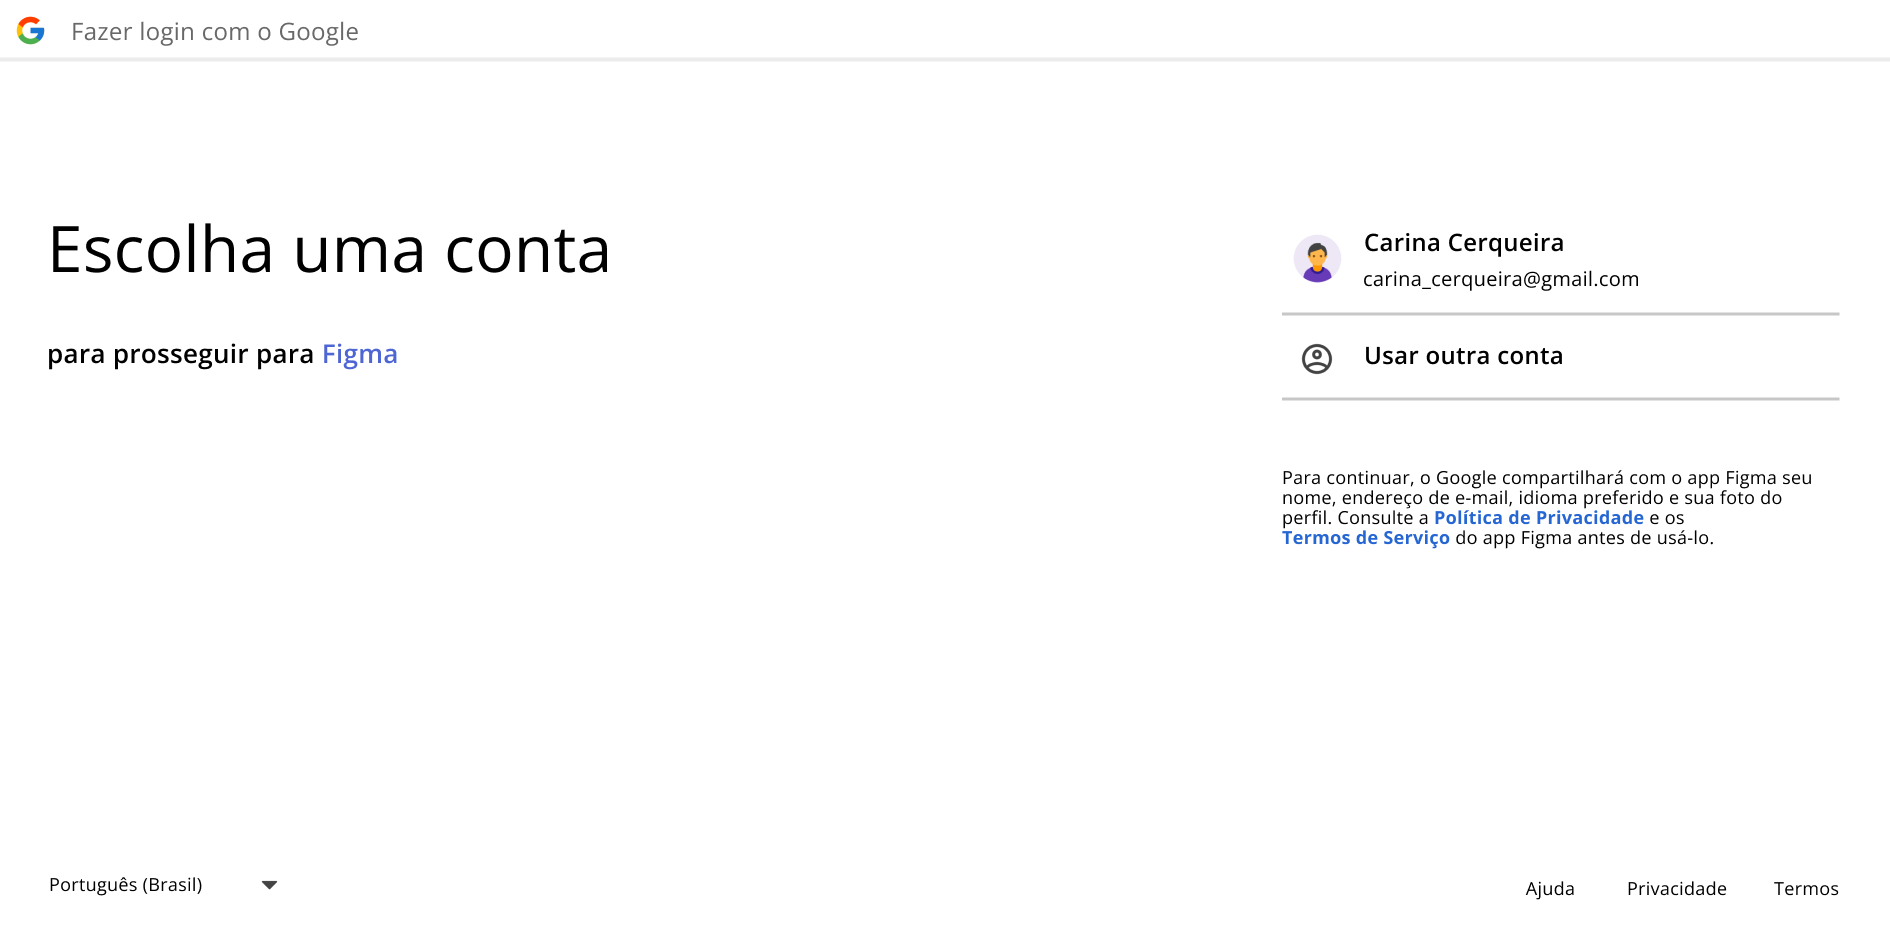 Fazer login com o Google
Escolha uma conta
para prosseguir para Figma
Carina Cerqueira
carina_cerqueira@gmail.com
Usar outra conta
Para continuar, o Google compartilhará com o app Figma seu
nome, endereço de e-mail, idioma preferido e sua foto do
perfil. Consulte a Política de Privacidade e os
Termos de Serviço do app Figma antes de usá-lo.
Português (Brasil)
Ajuda
Privacidade
Termos